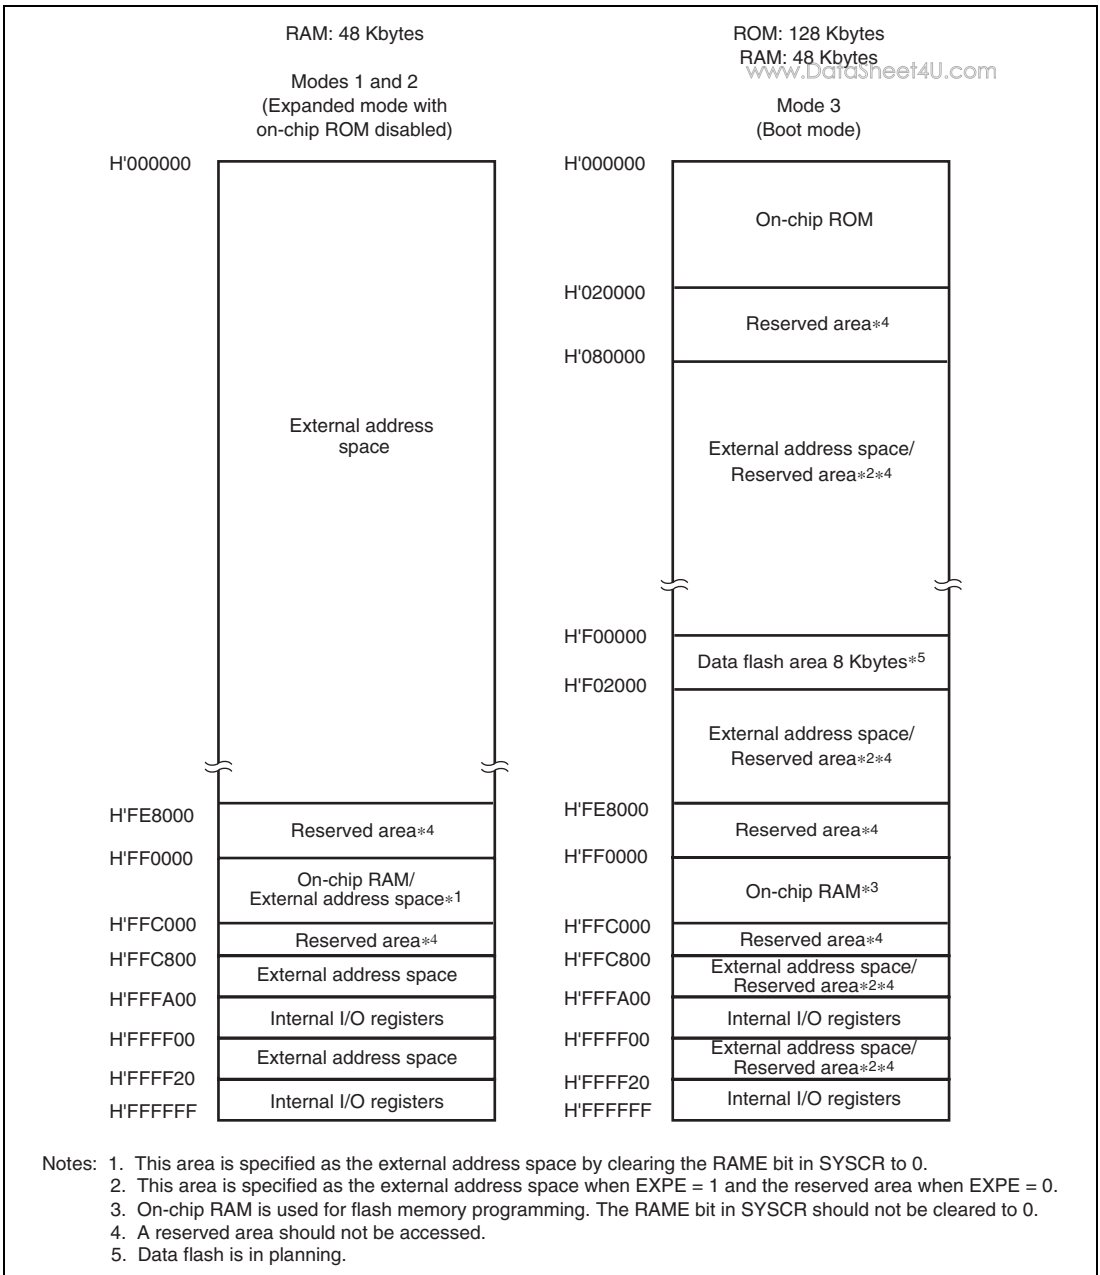 RAM: 48 Kbytes
Modes 1 and 2
(Expanded mode with
on-chip ROM disabled)
H'000000
External address
space
H'FE8000
Reserved area*4
H'FF0000
On-chip RAM/
External address space*1
H'FFC000
Reserved area*4
H'FFC800
External address space
H'FFFA00
Internal I/O registers
H'FFFF00
External address space
H'FFFF20
Internal I/O registers
H'FFFFFF
ROM: 128 Kbytes
RAM: 48 Kbytes
www.DataSheet4U.com
Mode 3
(Boot mode)
H'000000
On-chip ROM
H'020000
Reserved area*4
H'080000
External address space/
Reserved area*2*4
H'F00000
Data flash area 8 Kbytes*5
H'F02000
External address space/
Reserved area*2*4
H'FE8000
Reserved area*4
H'FF0000
On-chip RAM*3
H'FFC000
Reserved area*4
H'FFC800
External address space/
Reserved area*2*4
H'FFFA00
Internal I/O registers
H'FFFF00
External address space/
Reserved area*2*4
H'FFFF20
Internal I/O registers
H'FFFFFF
Notes: 1. This area is specified as the external address space by clearing the RAME bit in SYSCR to 0.
2. This area is specified as the external address space when EXPE = 1 and the reserved area when EXPE = 0.
3. On-chip RAM is used for flash memory programming. The RAME bit in SYSCR should not be cleared to 0.
4. A reserved area should not be accessed.
5. Data flash is in planning.